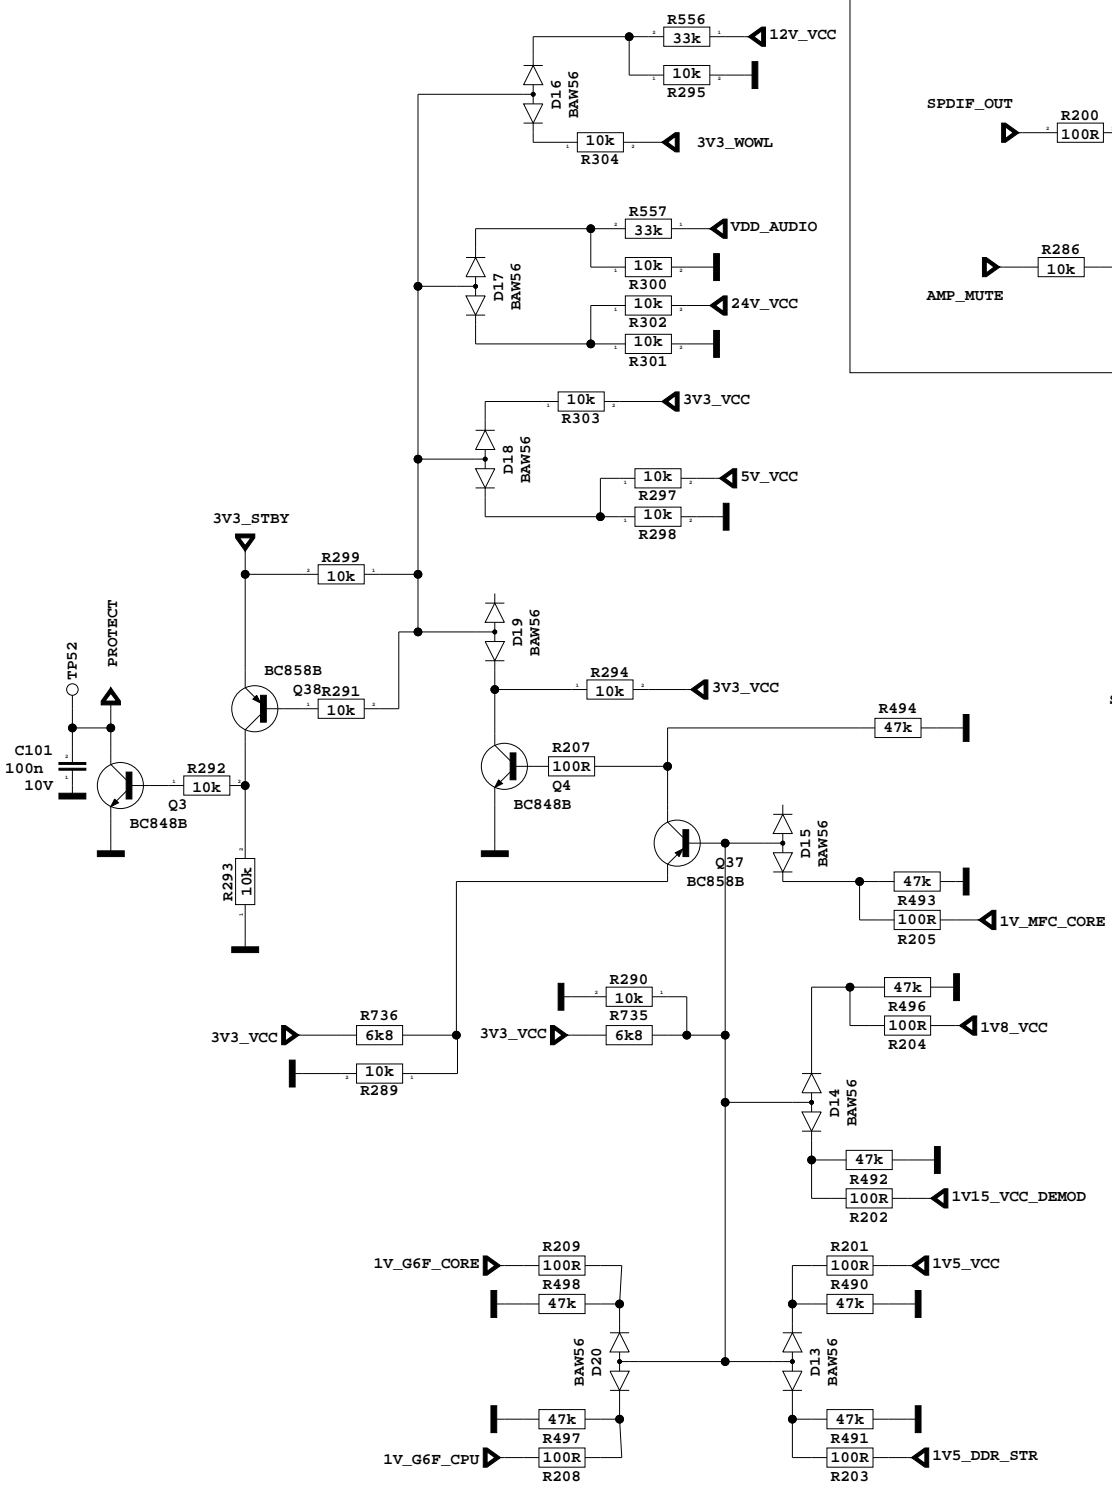 R556
33k
12V_VCC
10k
R295
D16
BAW56
10k
R304
3V3_WOWL
SPDIF_OUT
R200
100R
R557
33k
VDD_AUDIO
10k
R300
D17
BAW56
10k
R302
24V_VCC
10k
R301
R286
10k
AMP_MUTE
10k
R303
3V3_VCC
D18
BAW56
10k
R297
5V_VCC
10k
R298
3V3_STBY
R299
10k
D19
BAW56
TP52
PROTECT
BC858B
Q38
R291
10k
R294
10k
3V3_VCC
R494
47k
C101
100n
10V
R292
10k
Q3
BC848B
R207
100R
Q4
BC848B
R293
10k
Q37
BC858B
D15
BAW56
47k
R493
100R
R205
1V_MFC_CORE
R290
10k
R735
6k8
3V3_VCC
3V3_VCC
R736
6k8
10k
R289
47k
R496
100R
R204
1V8_VCC
D14
BAW56
47k
R492
100R
R202
1V15_VCC_DEMOD
1V_G6F_CORE
R209
100R
R498
47k
R201
100R
R490
47k
1V5_VCC
BAW56
D20
D13
BAW56
47k
R497
100R
R208
1V_G6F_CPU
47k
R491
100R
R203
1V5_DDR_STR